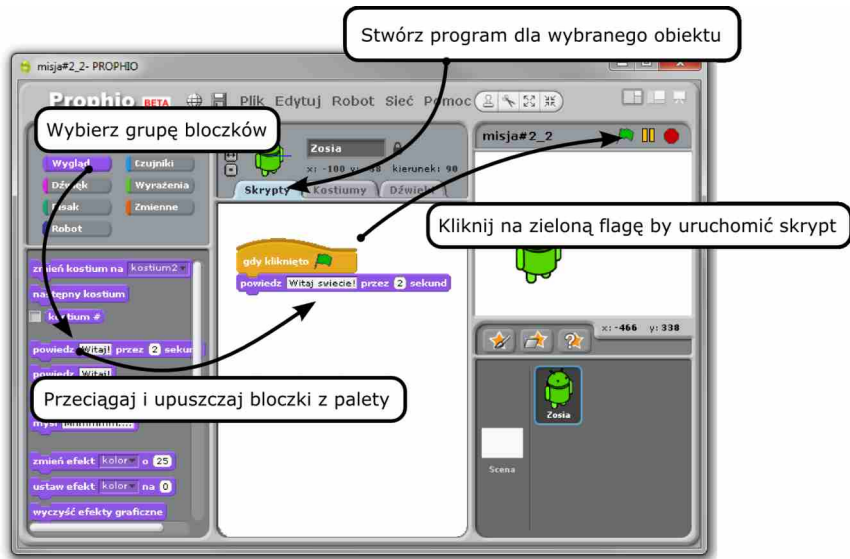 Stwórz program dla wybranego obiektu
misja#2_2- PROPHIO
Prophio BETA Plik Edytuj Robot Sieć Pomoc
Wybierz grupę bloczków
Zosia
misja#2_2
Wygląd Czujniki
x: -100 kierunek: 90
Dźwięk Wyrażenia
Skrypty Kostiumy Dźwięki
Pisak Zmienne
Robot
Kliknij na zieloną flagę by uruchomić skrypt
gdy kliknięto
zmień kostium na kostium2
powiedz Witaj swiecie! przez 2 sekund
następny kostium
kostium #
x: -466 y: 338
powiedz Witaj! przez 2 sekun
powiedz Witaj!
Przeciągaj i upuszczaj bloczki z palety
Zosia
zmień efekt kolor o 25
Scena
ustaw efekt kolor na 0
wyczyść efekty graficzne